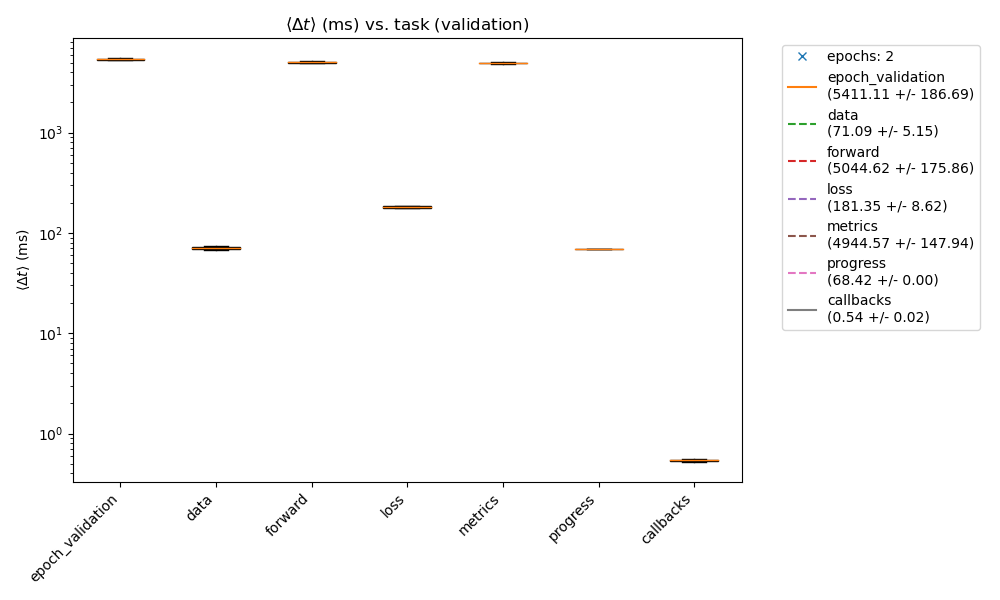 ⟨Δt⟩ (ms) vs. task (validation)
⟨Δt⟩ (ms)
10³
10²
10¹
10⁰
epoch_validation
data
forward
loss
metrics
progress
callbacks
epochs: 2
epoch_validation
(5411.11 +/- 186.69)
data
(71.09 +/- 5.15)
forward
(5044.62 +/- 175.86)
loss
(181.35 +/- 8.62)
metrics
(4944.57 +/- 147.94)
progress
(68.42 +/- 0.00)
callbacks
(0.54 +/- 0.02)